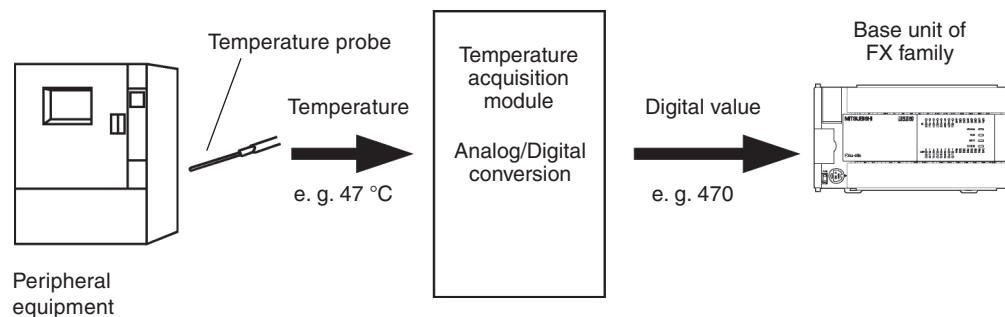 Temperature probe
Temperature
e. g. 47 °C
Peripheral
equipment
Temperature
acquisition
module
Analog/Digital
conversion
Digital value
e. g. 470
Base unit of
FX family
MITSUBISHI